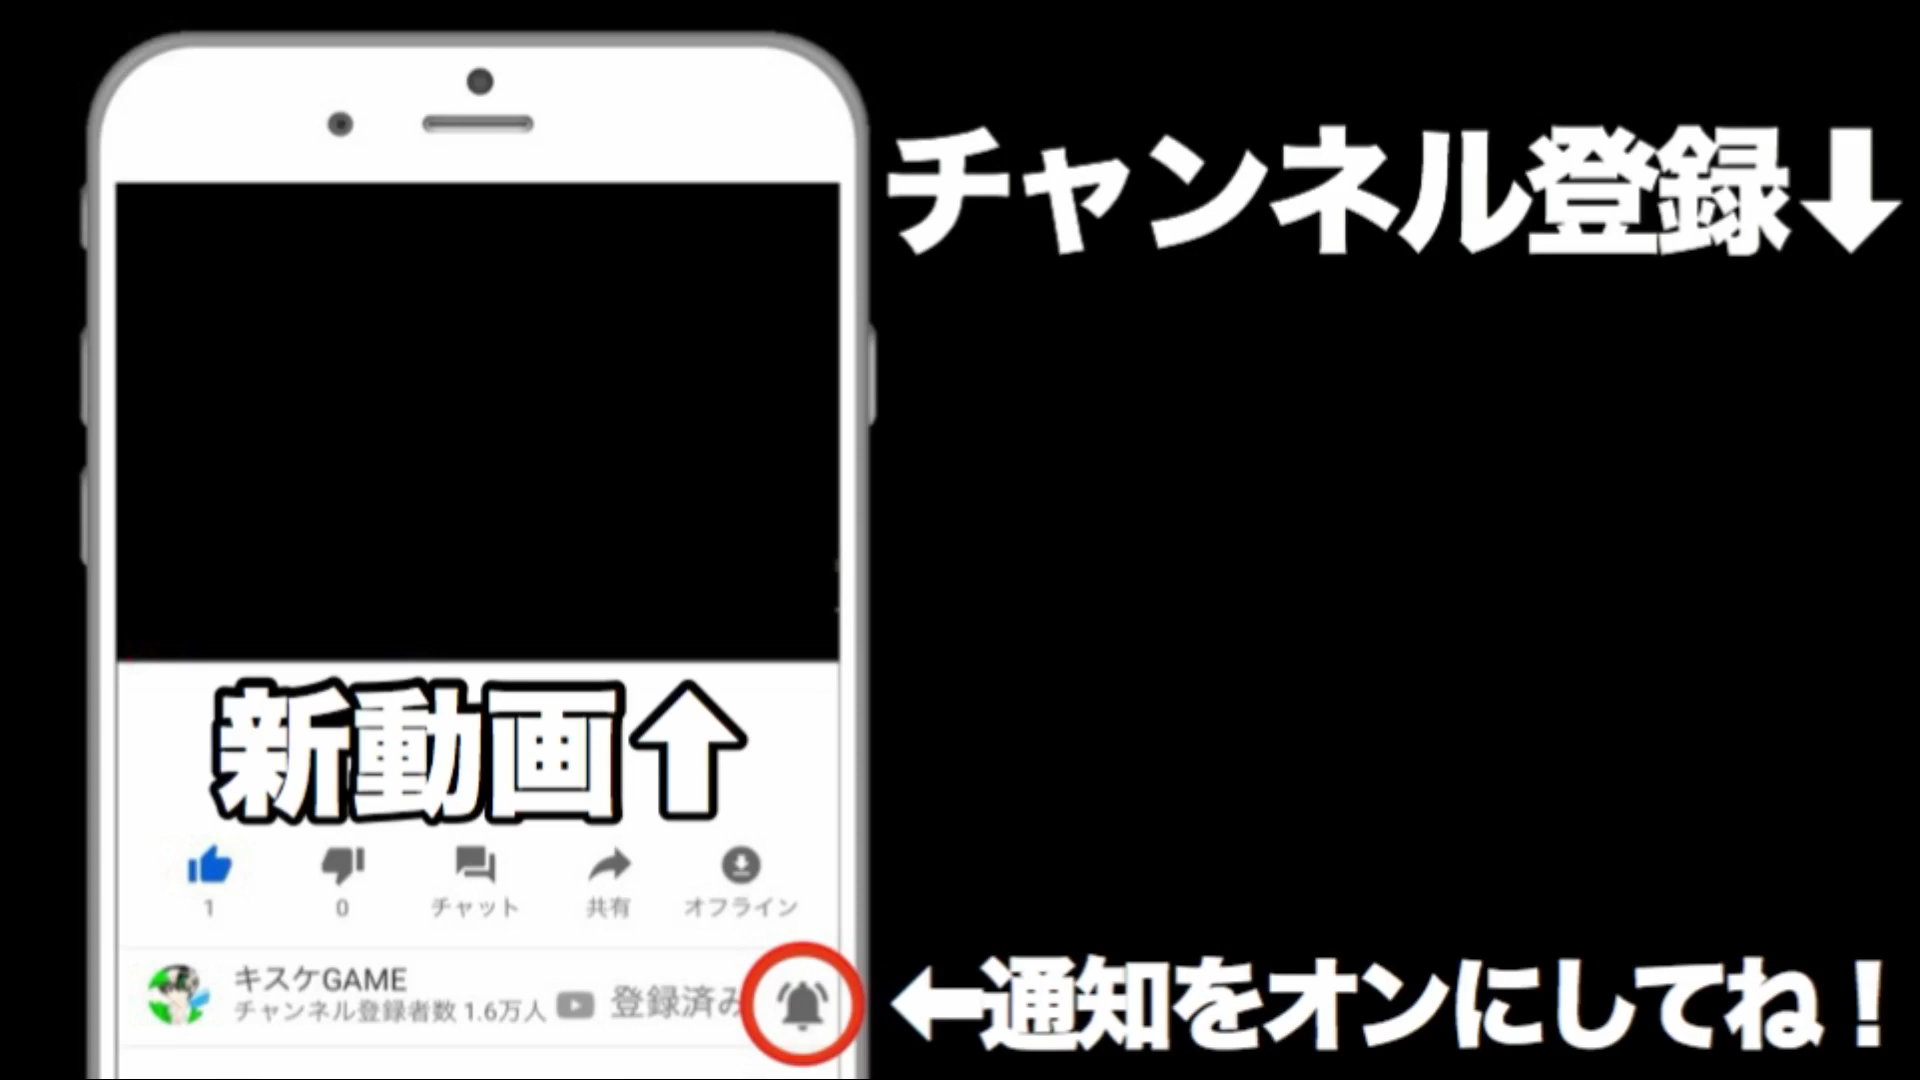 チャンネル登録⬇
新動画↑
1
0
チャット
共有
オフライン
キスケGAME
チャンネル登録者数 1.6万人
登録済み
⬅通知をオンにしてね！